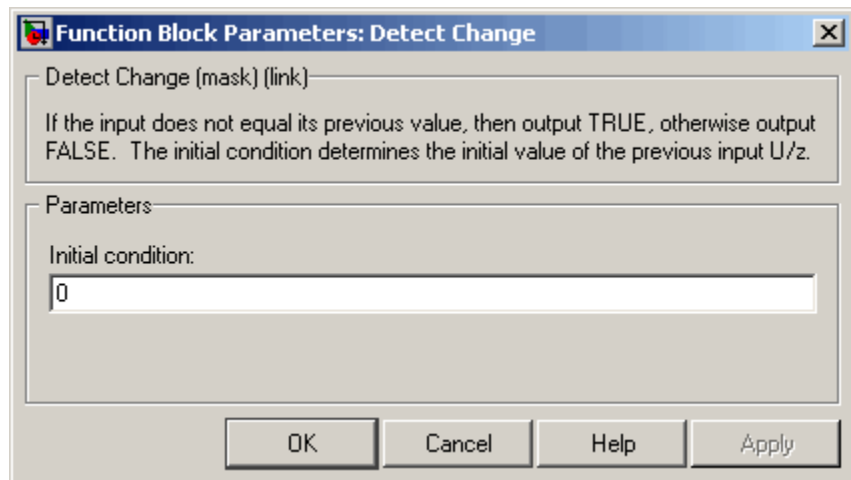 Function Block Parameters: Detect Change
Detect Change (mask) (link)
If the input does not equal its previous value, then output TRUE, otherwise output
FALSE.  The initial condition determines the initial value of the previous input U/z.
Parameters
Initial condition:
0
OK Cancel Help Apply